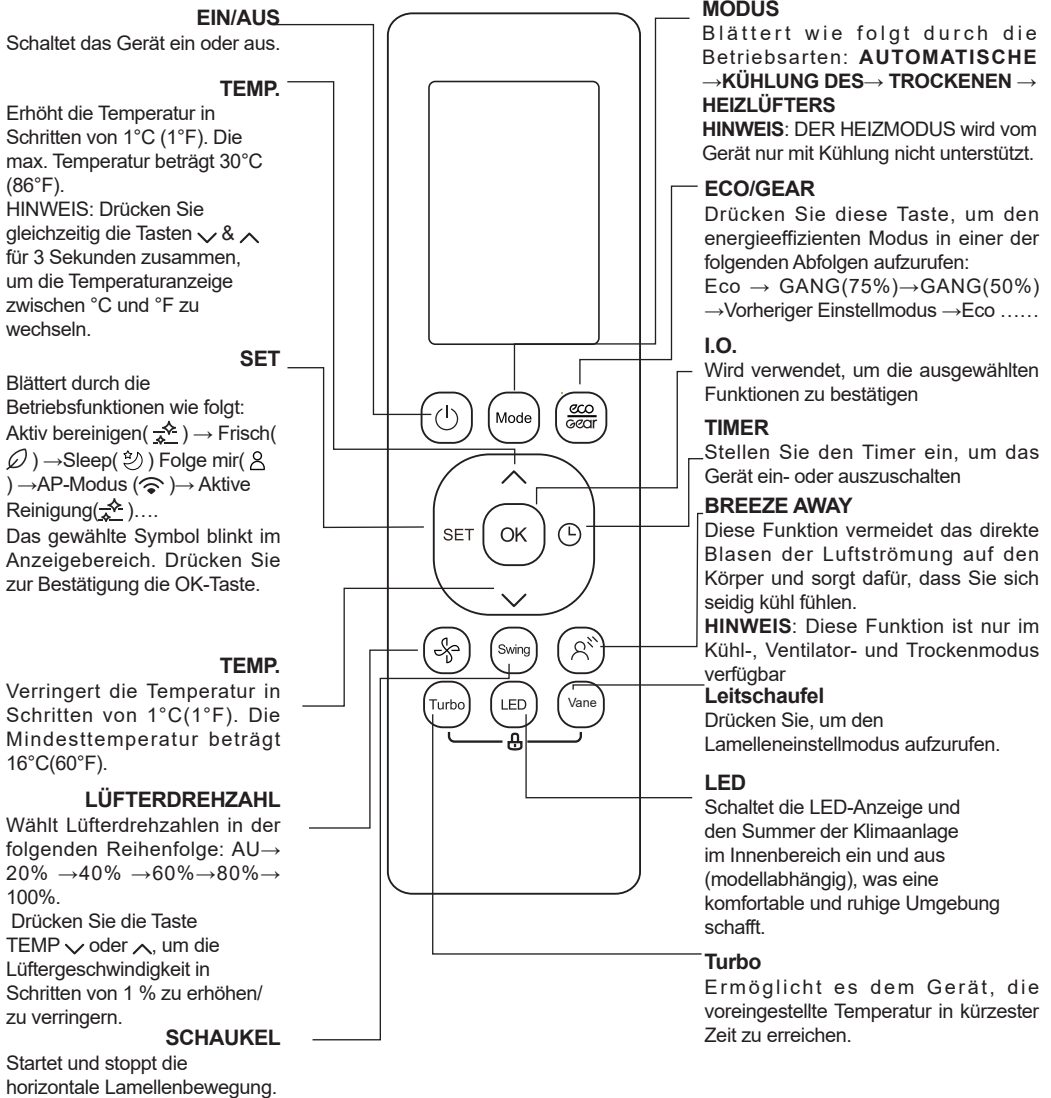 EIN/AUS
Schaltet das Gerät ein oder aus.
TEMP.
Erhöht die Temperatur in
Schritten von 1°C (1°F). Die
max. Temperatur beträgt 30°C
(86°F).
HINWEIS: Drücken Sie
gleichzeitig die Tasten & 
für 3 Sekunden zusammen,
um die Temperaturanzeige
zwischen °C und °F zu
wechseln.
SET
Blättert durch die
Betriebsfunktionen wie folgt:
Aktiv bereinigen( ) → Frisch(
) →Sleep( ) Folge mir(
) →AP-Modus ( )→ Aktive
Reinigung( )….
Das gewählte Symbol blinkt im
Anzeigebereich. Drücken Sie
zur Bestätigung die OK-Taste.
TEMP.
Verringert die Temperatur in
Schritten von 1°C(1°F). Die
Mindesttemperatur beträgt
16°C(60°F).
LÜFTERDREHZAHL
Wählt Lüfterdrehzahlen in der
folgenden Reihenfolge: AU→
20% →40% →60%→80%→
100%.
Drücken Sie die Taste
TEMP oder , um die
Lüftergeschwindigkeit in
Schritten von 1 % zu erhöhen/
zu verringern.
SCHAUKEL
Startet und stoppt die
horizontale Lamellenbewegung.
Mode
eco
Gear
SET
OK
Swing
Turbo
LED
Vane
MODUS
Blättert wie folgt durch die
Betriebsarten: AUTOMATISCHE
→KÜHLUNG DES→ TROCKENEN →
HEIZLÜFTERS
HINWEIS: DER HEIZMODUS wird vom
Gerät nur mit Kühlung nicht unterstützt.
ECO/GEAR
Drücken Sie diese Taste, um den
energieeffizienten Modus in einer der
folgenden Abfolgen aufzurufen:
Eco → GANG(75%)→GANG(50%)
→Vorheriger Einstellmodus →Eco ……
I.O.
Wird verwendet, um die ausgewählten
Funktionen zu bestätigen
TIMER
Stellen Sie den Timer ein, um das
Gerät ein- oder auszuschalten
BREEZE AWAY
Diese Funktion vermeidet das direkte
Blasen der Luftströmung auf den
Körper und sorgt dafür, dass Sie sich
seidig kühl fühlen.
HINWEIS: Diese Funktion ist nur im
Kühl-, Ventilator- und Trockenmodus
verfügbar
Leitschaufel
Drücken Sie, um den
Lamelleneinstellmodus aufzurufen.
LED
Schaltet die LED-Anzeige und
den Summer der Klimaanlage
im Innenbereich ein und aus
(modellabhängig), was eine
komfortable und ruhige Umgebung
schafft.
Turbo
Ermöglicht es dem Gerät, die
voreingestellte Temperatur in kürzester
Zeit zu erreichen.